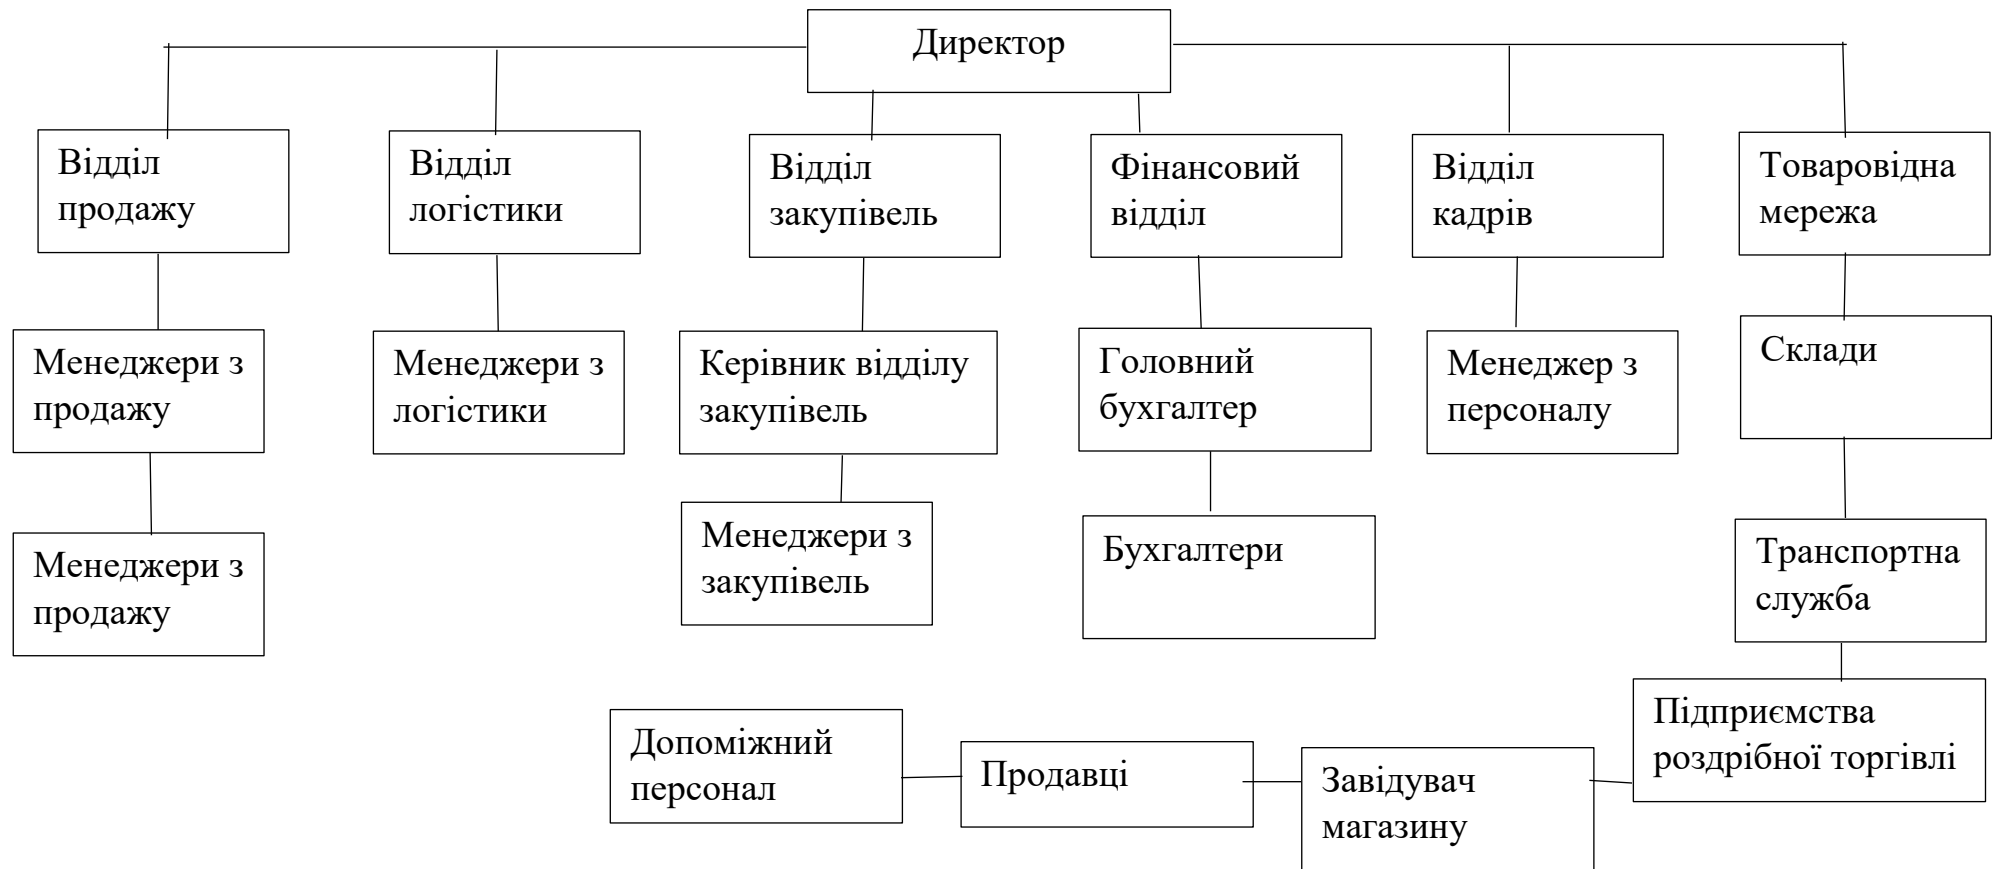 Директор
Відділ
продажу
Відділ
логістики
Відділ
закупівель
Фінансовий
відділ
Відділ
кадрів
Товаровідна
мережа
Менеджери з
продажу
Менеджери з
логістики
Керівник відділу
закупівель
Головний
бухгалтер
Менеджер з
персоналу
Склади
Менеджери з
продажу
Менеджери з
закупівель
Бухгалтери
Транспортна
служба
Допоміжний
персонал
Продавці
Завідувач
магазину
Підприємства
роздрібної торгівлі